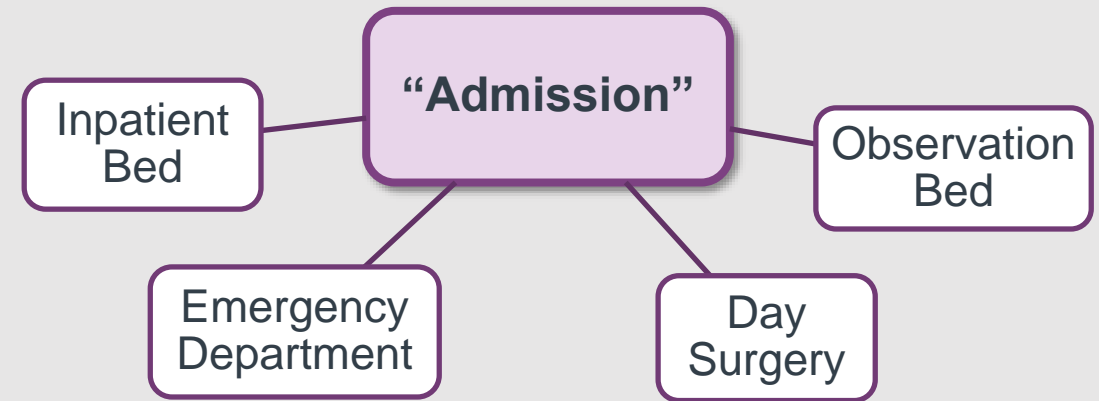 “Admission”
Inpatient
Bed
Observation
Bed
Emergency
Department
Day
Surgery